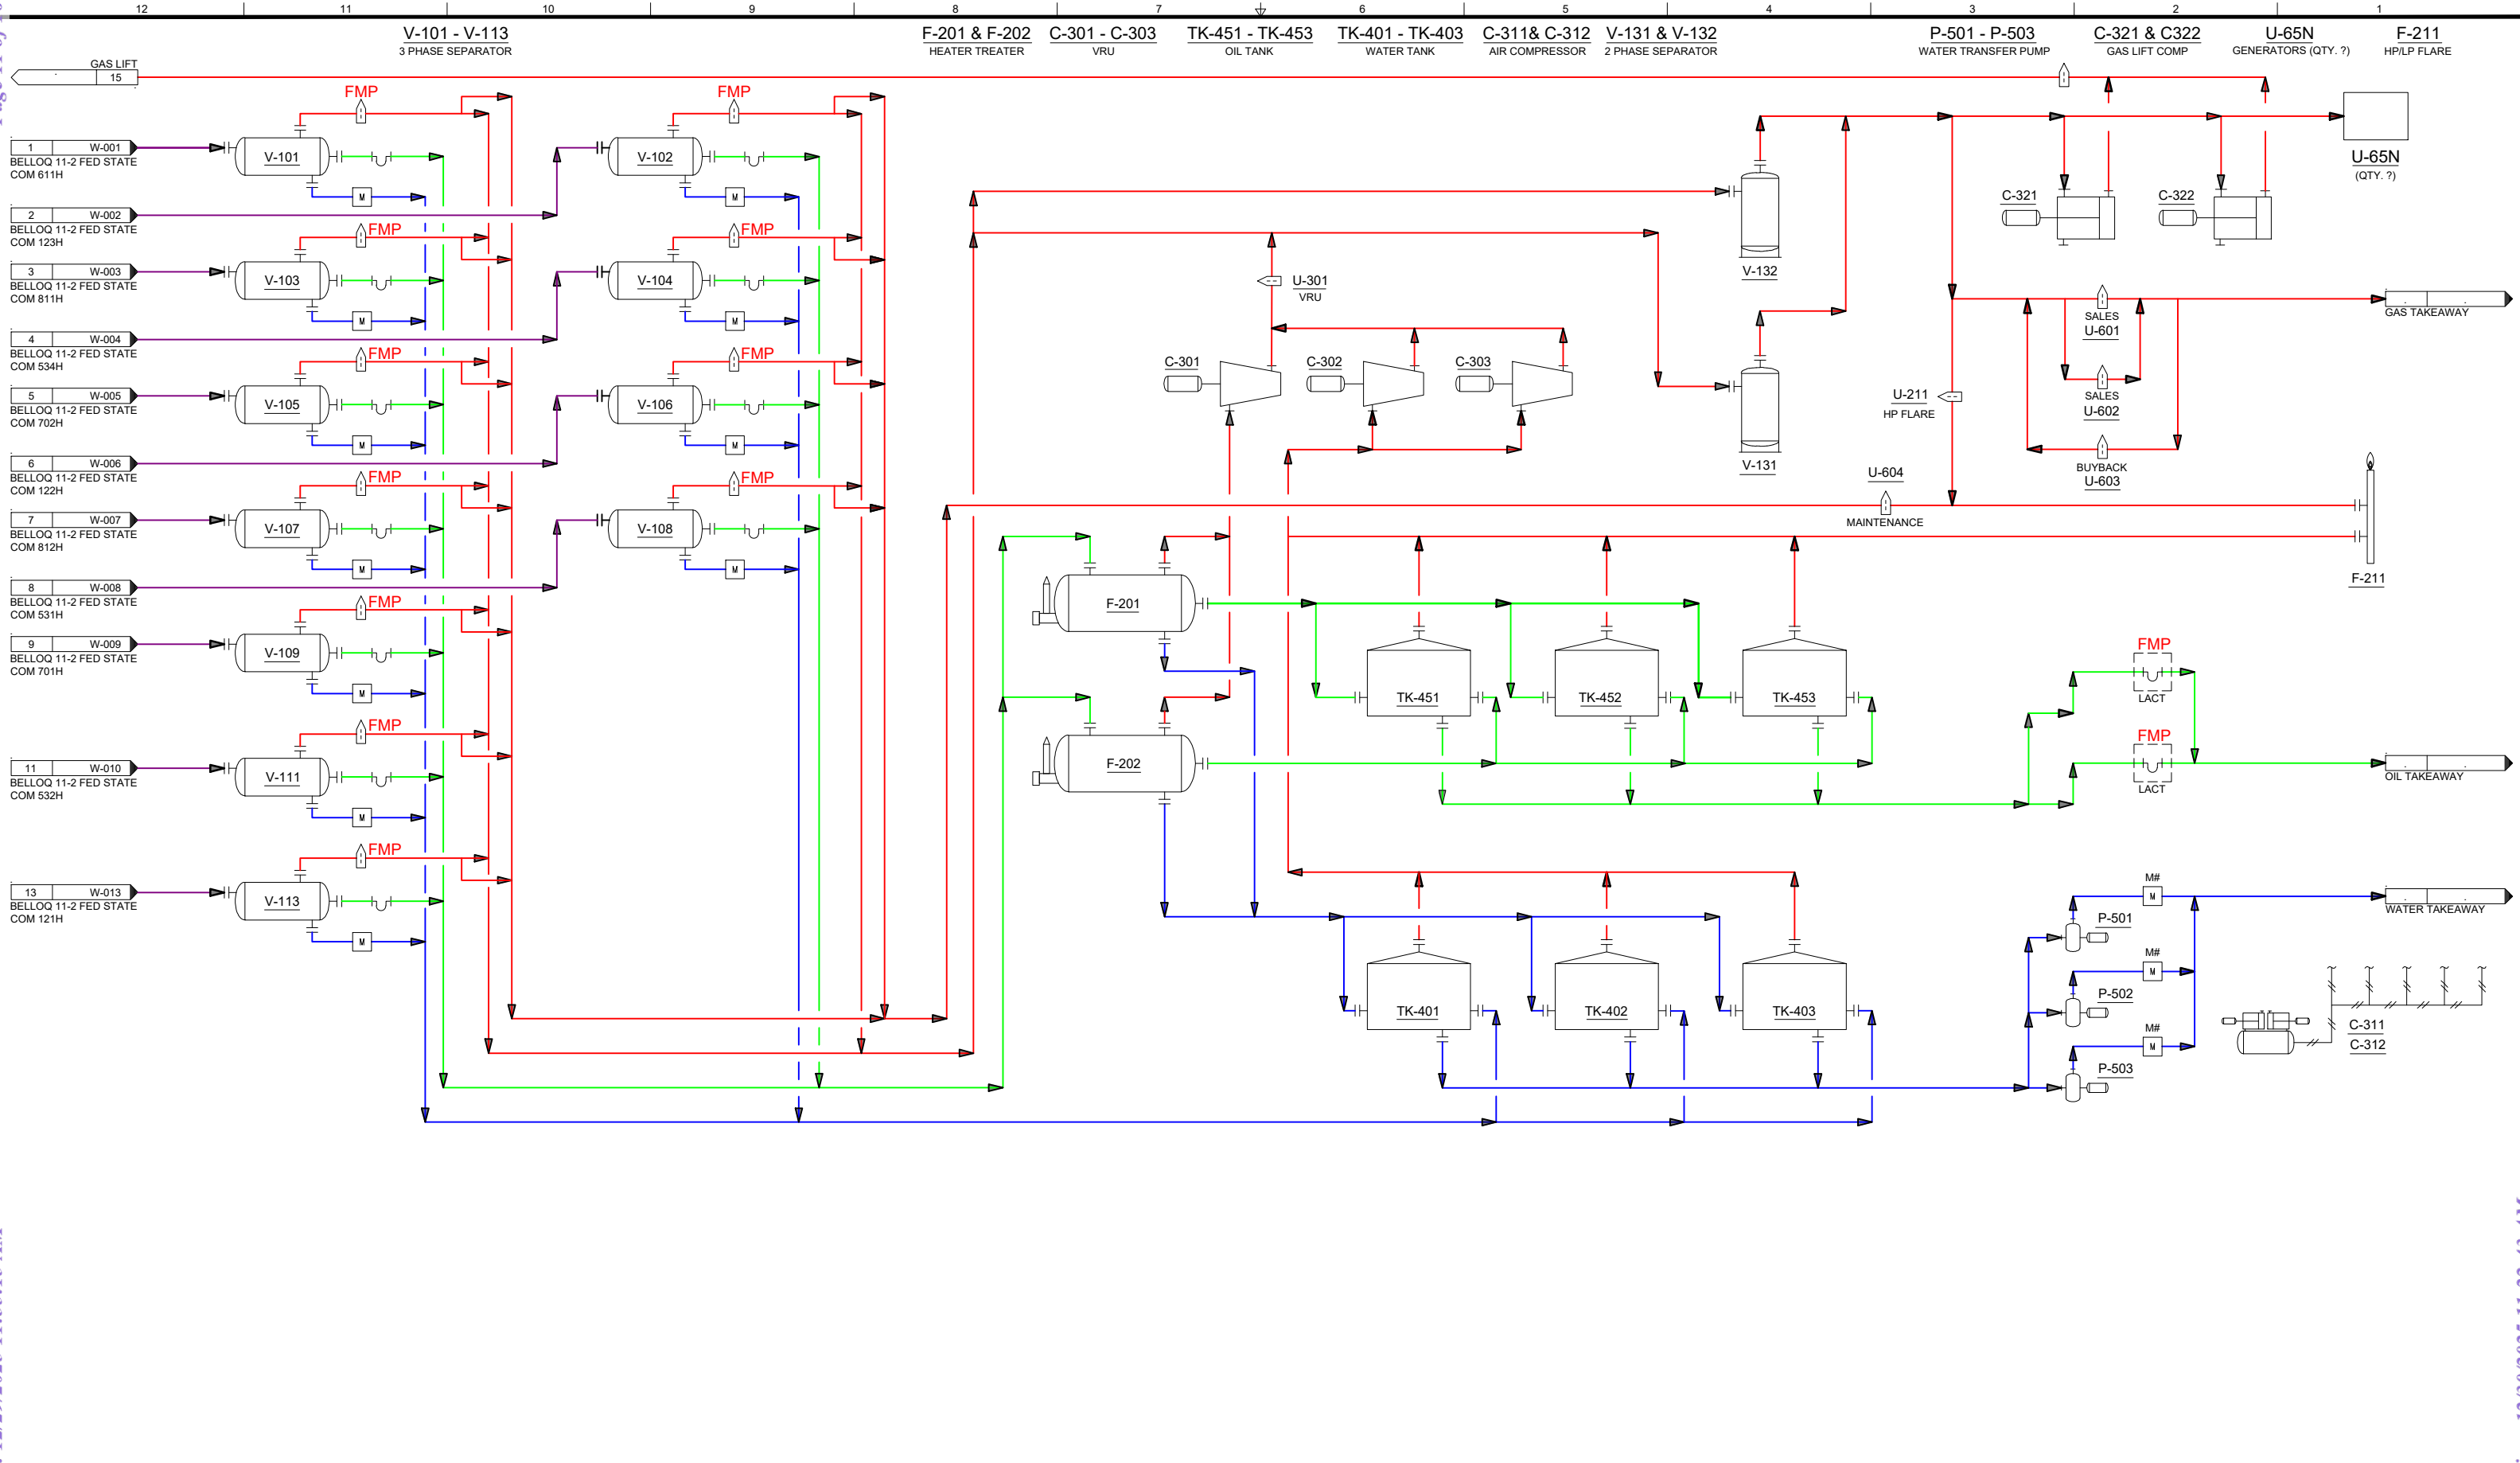 12 11 10 9 8 7 6 5 4 3 2 1
V-101 - V-113
3 PHASE SEPARATOR
F-201 & F-202
HEATER TREATER
C-301 - C-303
VRU
TK-451 - TK-453
OIL TANK
TK-401 - TK-403
WATER TANK
C-311& C-312
AIR COMPRESSOR
V-131 & V-132
2 PHASE SEPARATOR
P-501 - P-503
WATER TRANSFER PUMP
C-321 & C322
GAS LIFT COMP
U-65N
GENERATORS (QTY. ?)
F-211
HP/LP FLARE
GAS LIFT
15
1 W-001
BELLOQ 11-2 FED STATE
COM 611H
2 W-002
BELLOQ 11-2 FED STATE
COM 123H
3 W-003
BELLOQ 11-2 FED STATE
COM 811H
4 W-004
BELLOQ 11-2 FED STATE
COM 534H
5 W-005
BELLOQ 11-2 FED STATE
COM 702H
6 W-006
BELLOQ 11-2 FED STATE
COM 122H
7 W-007
BELLOQ 11-2 FED STATE
COM 812H
8 W-008
BELLOQ 11-2 FED STATE
COM 531H
9 W-009
BELLOQ 11-2 FED STATE
COM 701H
11 W-010
BELLOQ 11-2 FED STATE
COM 532H
13 W-013
BELLOQ 11-2 FED STATE
COM 121H
FMP
V-101
M
FMP
V-103
M
FMP
V-105
M
FMP
V-107
M
FMP
V-109
M
FMP
V-111
M
FMP
V-113
M
FMP
V-102
M
FMP
V-104
M
FMP
V-106
M
FMP
V-108
M
U-301
VRU
C-301
C-302
C-303
V-132
V-131
C-321
C-322
U-65N
(QTY. ?)
SALES
U-601
SALES
U-602
BUYBACK
U-603
GAS TAKEAWAY
U-211
HP FLARE
U-604
MAINTENANCE
F-211
F-201
F-202
TK-451
TK-452
TK-453
FMP
LACT
FMP
LACT
OIL TAKEAWAY
TK-401
TK-402
TK-403
M#
M
P-501
M#
M
P-502
M#
M
P-503
WATER TAKEAWAY
C-311
C-312